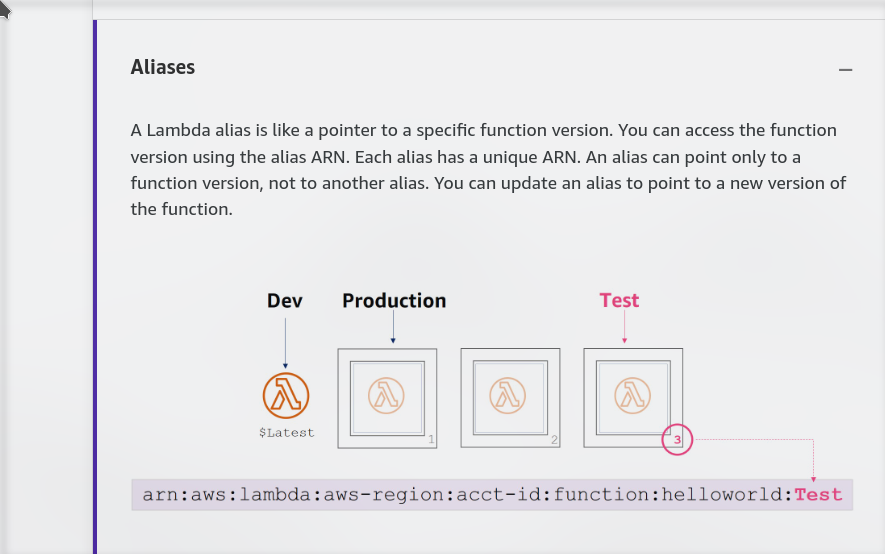 Aliases
A Lambda alias is like a pointer to a specific function version. You can access the function
version using the alias ARN. Each alias has a unique ARN. An alias can point only to a
function version, not to another alias. You can update an alias to point to a new version of
the function.
Dev Production Test
$Latest 1 2 3
arn:aws:lambda:aws-region:acct-id:function:helloworld:Test